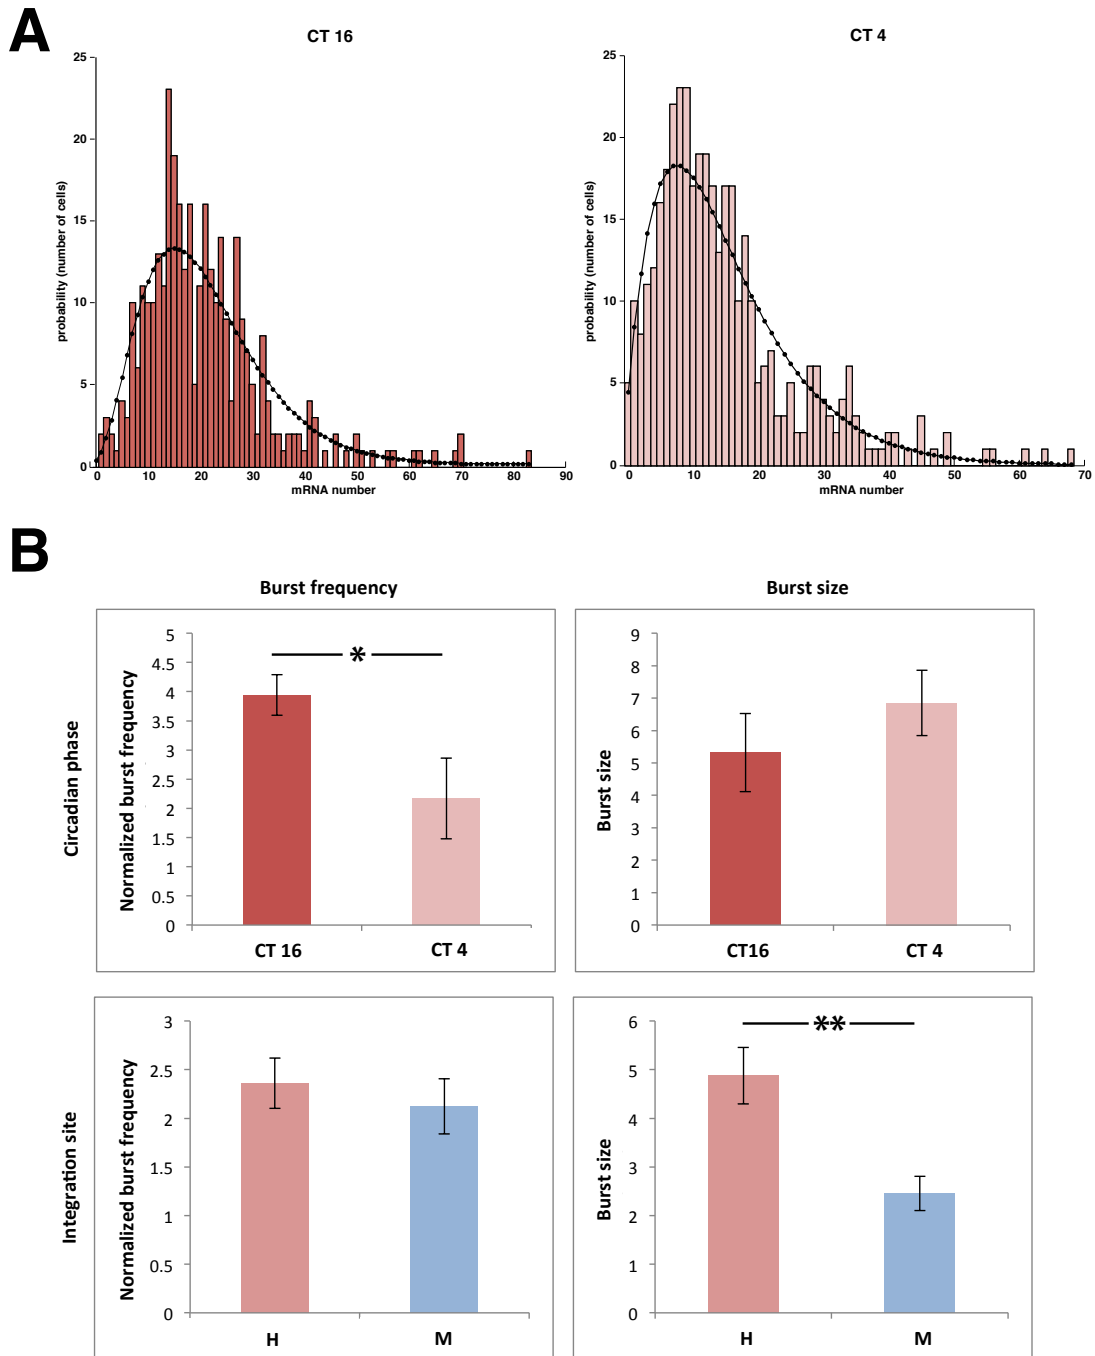 A
CT 16
CT 4
25
20
15
10
5
0
probability (number of cells)
0 10 20 30 40 50 60 70 80 90
mRNA number
25
20
15
10
5
0
probability (number of cells)
0 10 20 30 40 50 60 70
mRNA number
B
Burst frequency
Burst size
Circadian phase
Normalized burst frequency
5
4.5
4
3.5
3
2.5
2
1.5
1
0.5
0
*
CT 16 CT 4
Burst size
9
8
7
6
5
4
3
2
1
0
CT16 CT 4
Integration site
Normalized burst frequency
3
2.5
2
1.5
1
0.5
0
H M
Burst size
6
5
4
3
2
1
0
**
H M